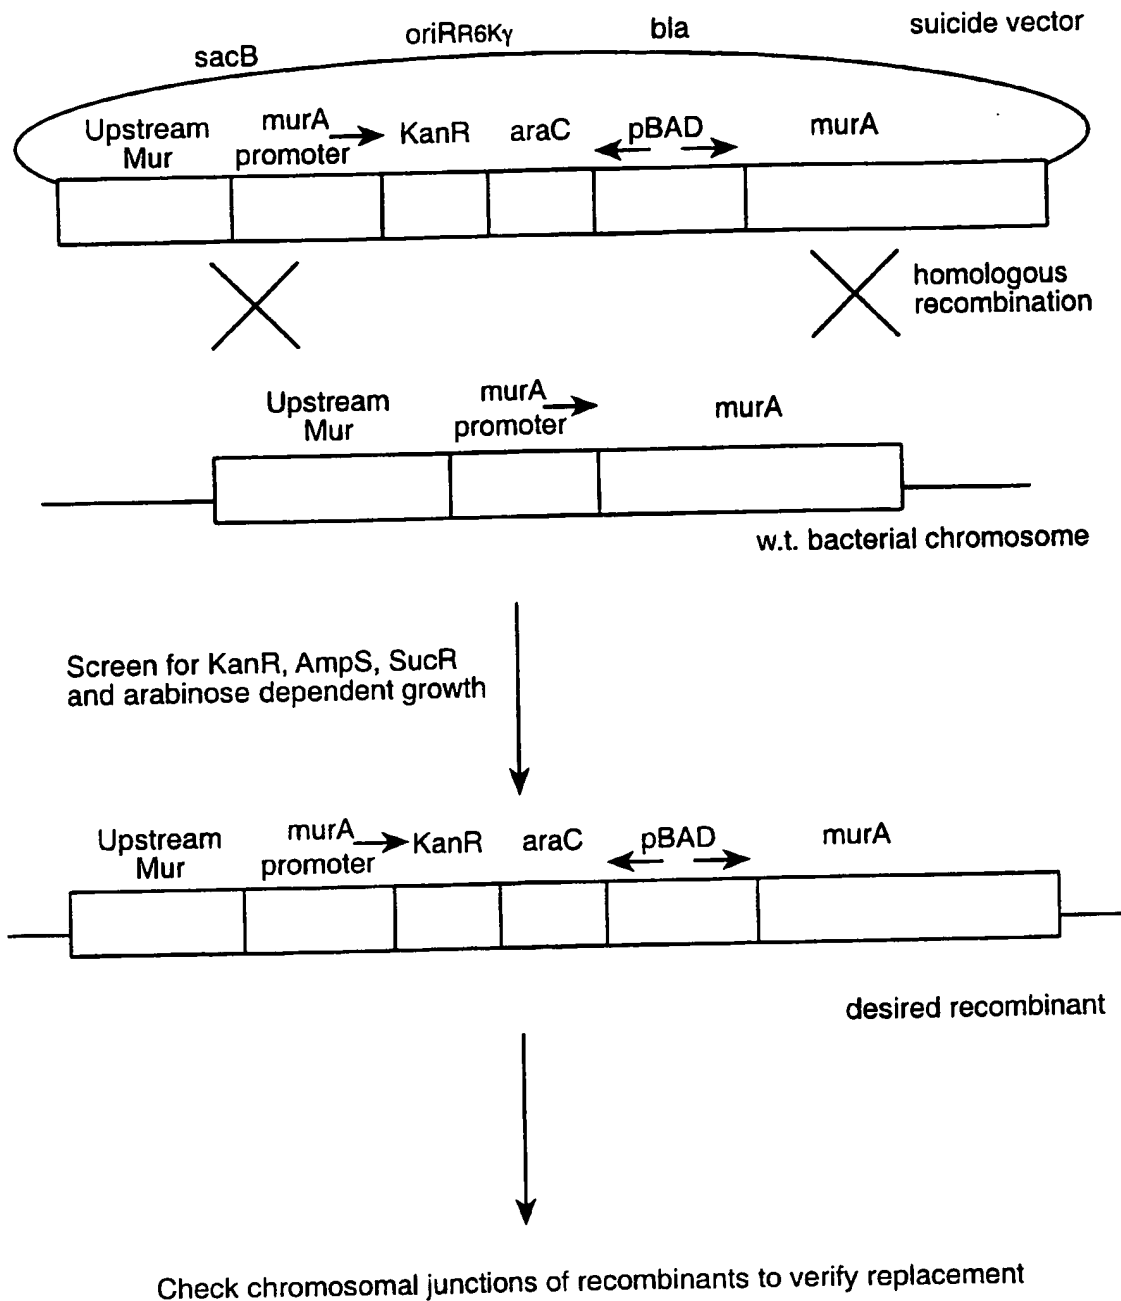 suicide vector
sacB
oriRR6Kγ
bla
Upstream
Mur
murA
promoter
KanR
araC
pBAD
murA
homologous
recombination
Upstream
Mur
murA
promoter
murA
w.t. bacterial chromosome
Screen for KanR, AmpS, SucR
and arabinose dependent growth
Upstream
Mur
murA
promoter
KanR
araC
pBAD
murA
desired recombinant
Check chromosomal junctions of recombinants to verify replacement